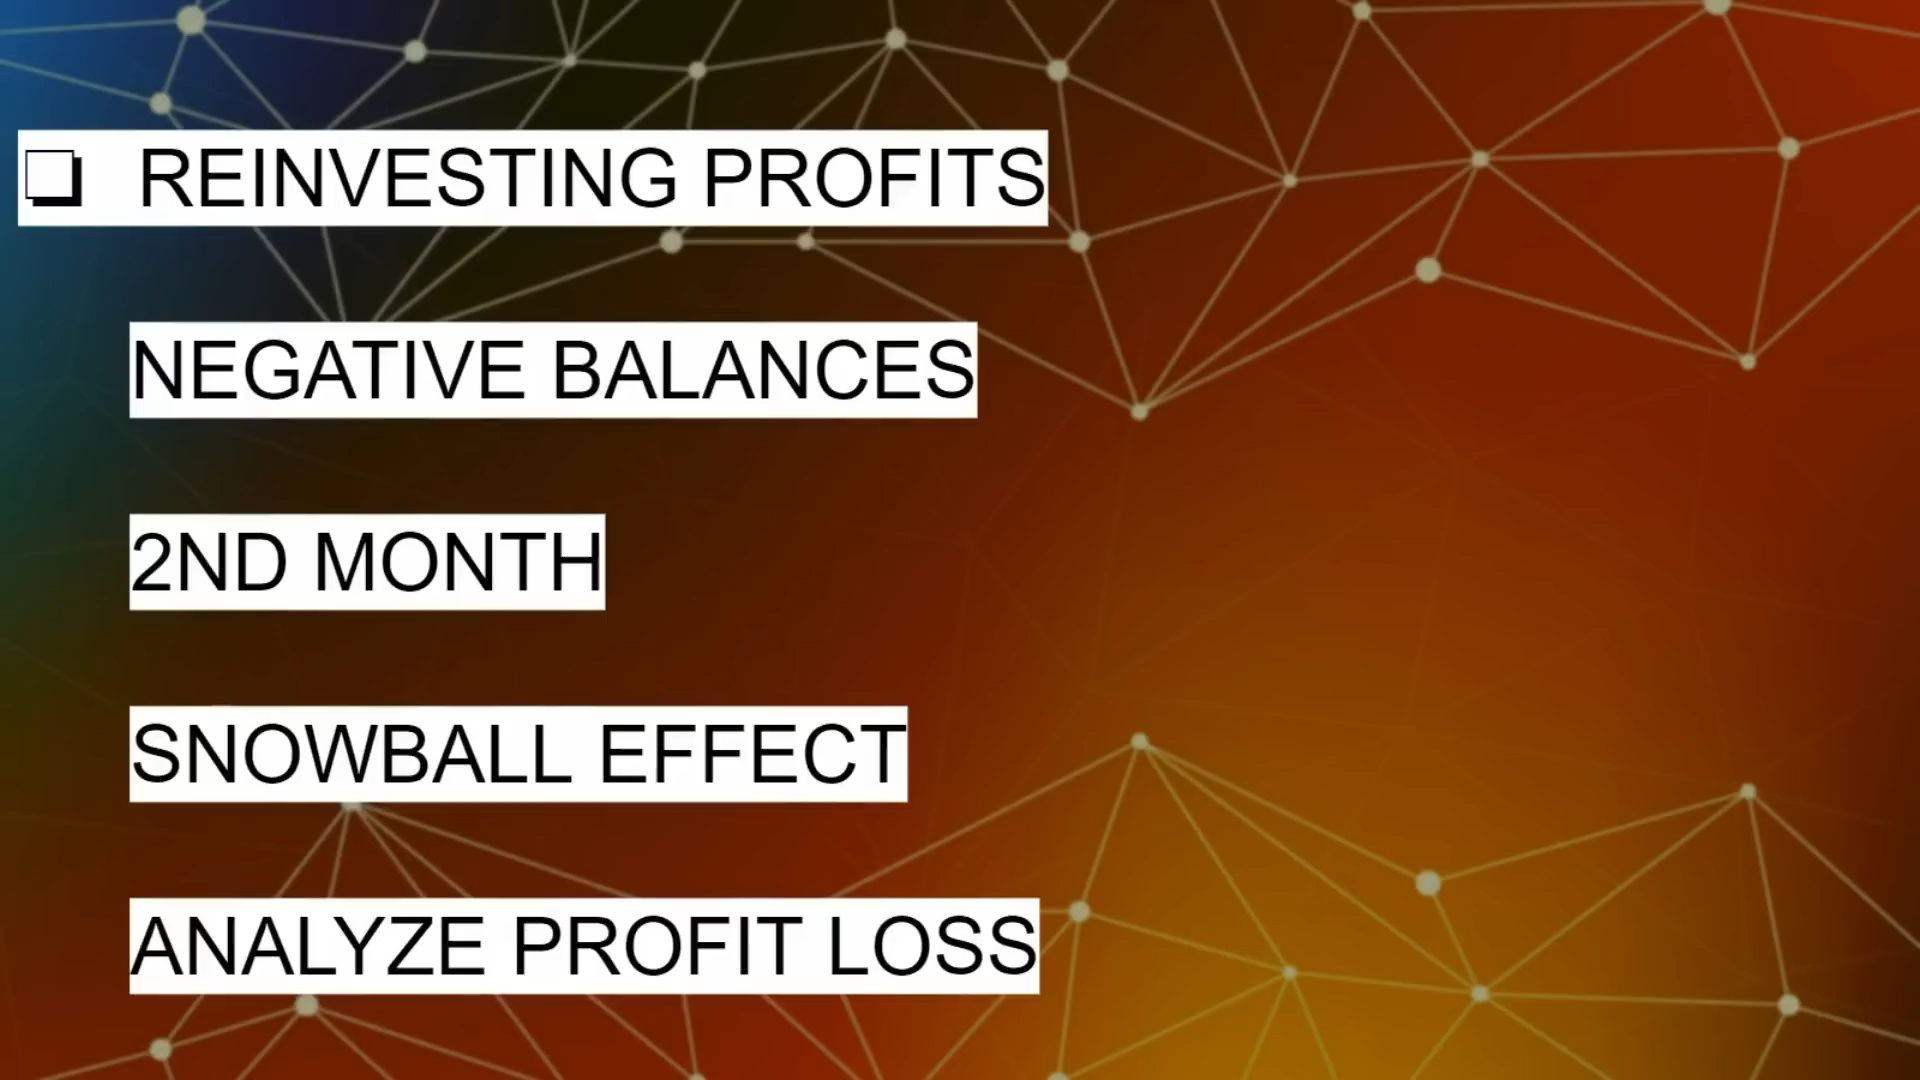 ❏ REINVESTING PROFITS
NEGATIVE BALANCES
2ND MONTH
SNOWBALL EFFECT
ANALYZE PROFIT LOSS